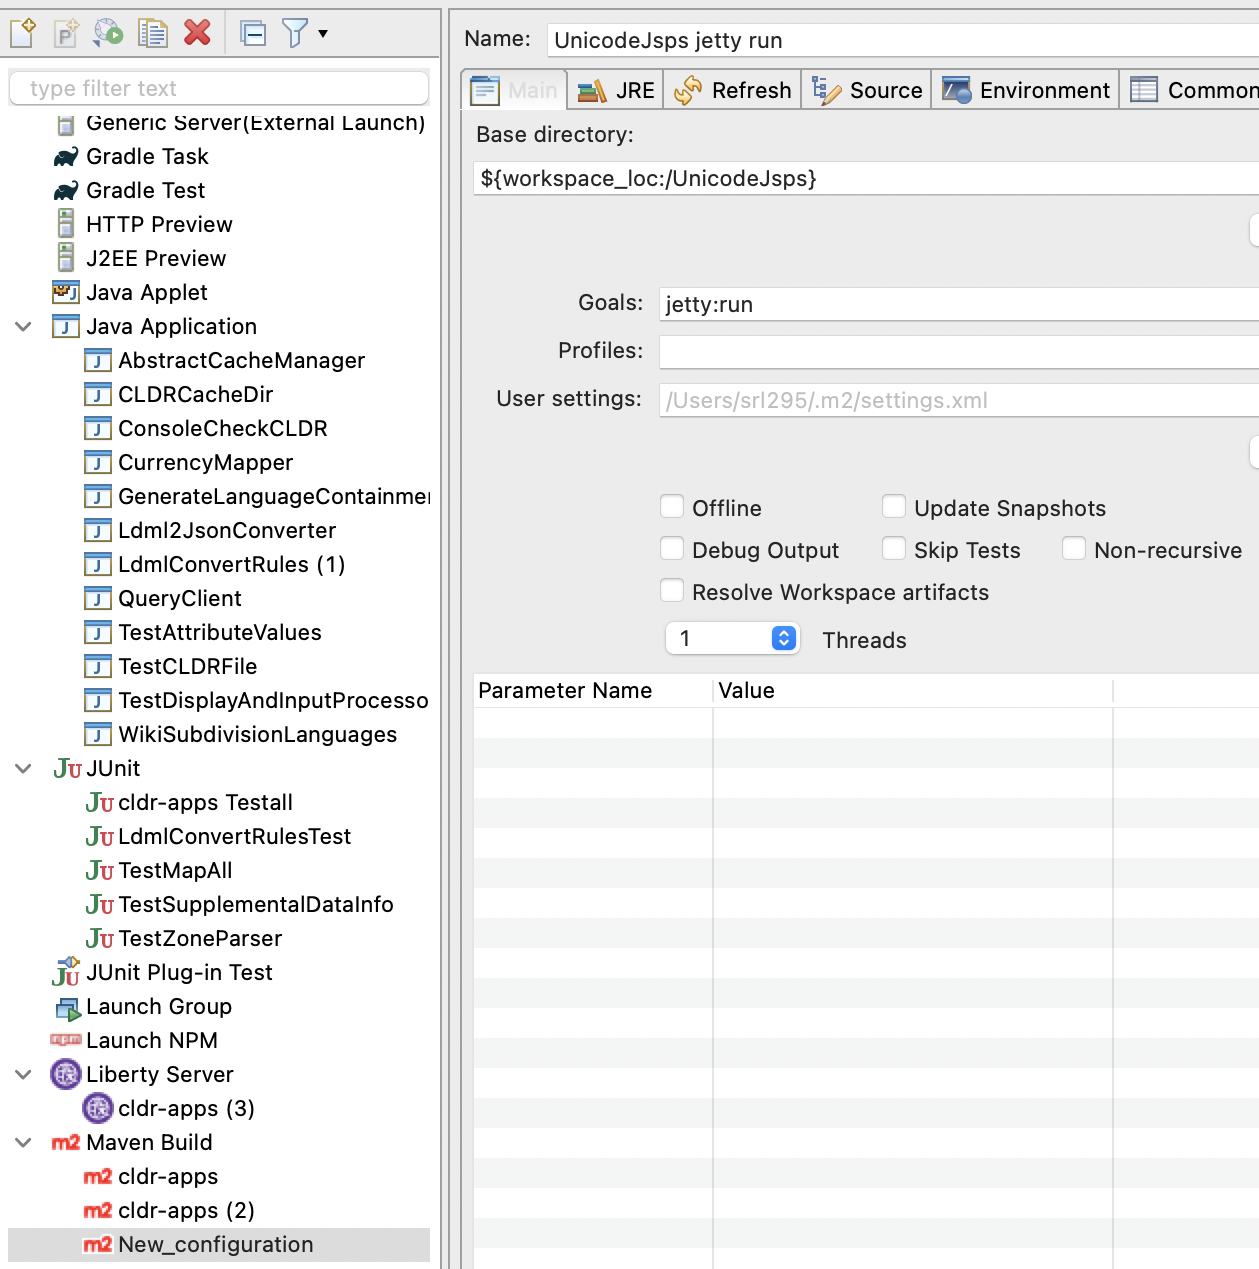 type filter text
Generic Server(External Launch)
Gradle Task
Gradle Test
HTTP Preview
J2EE Preview
Java Applet
Java Application
AbstractCacheManager
CLDRCacheDir
ConsoleCheckCLDR
CurrencyMapper
GenerateLanguageContainme
Ldml2JsonConverter
LdmlConvertRules (1)
QueryClient
TestAttributeValues
TestCLDRFile
TestDisplayAndInputProcesso
WikiSubdivisionLanguages
JUnit
cldr-apps Testall
LdmlConvertRulesTest
TestMapAll
TestSupplementalDataInfo
TestZoneParser
JUnit Plug-in Test
Launch Group
Launch NPM
Liberty Server
cldr-apps (3)
Maven Build
m2 cldr-apps
m2 cldr-apps (2)
m2 New_configuration
Name: UnicodeJsps jetty run
Main JRE Refresh Source Environment Common
Base directory:
${workspace_loc:/UnicodeJsps}
Goals: jetty:run
Profiles:
User settings: /Users/srl295/.m2/settings.xml
Offline Update Snapshots
Debug Output Skip Tests Non-recursive
Resolve Workspace artifacts
1 Threads
Parameter Name Value